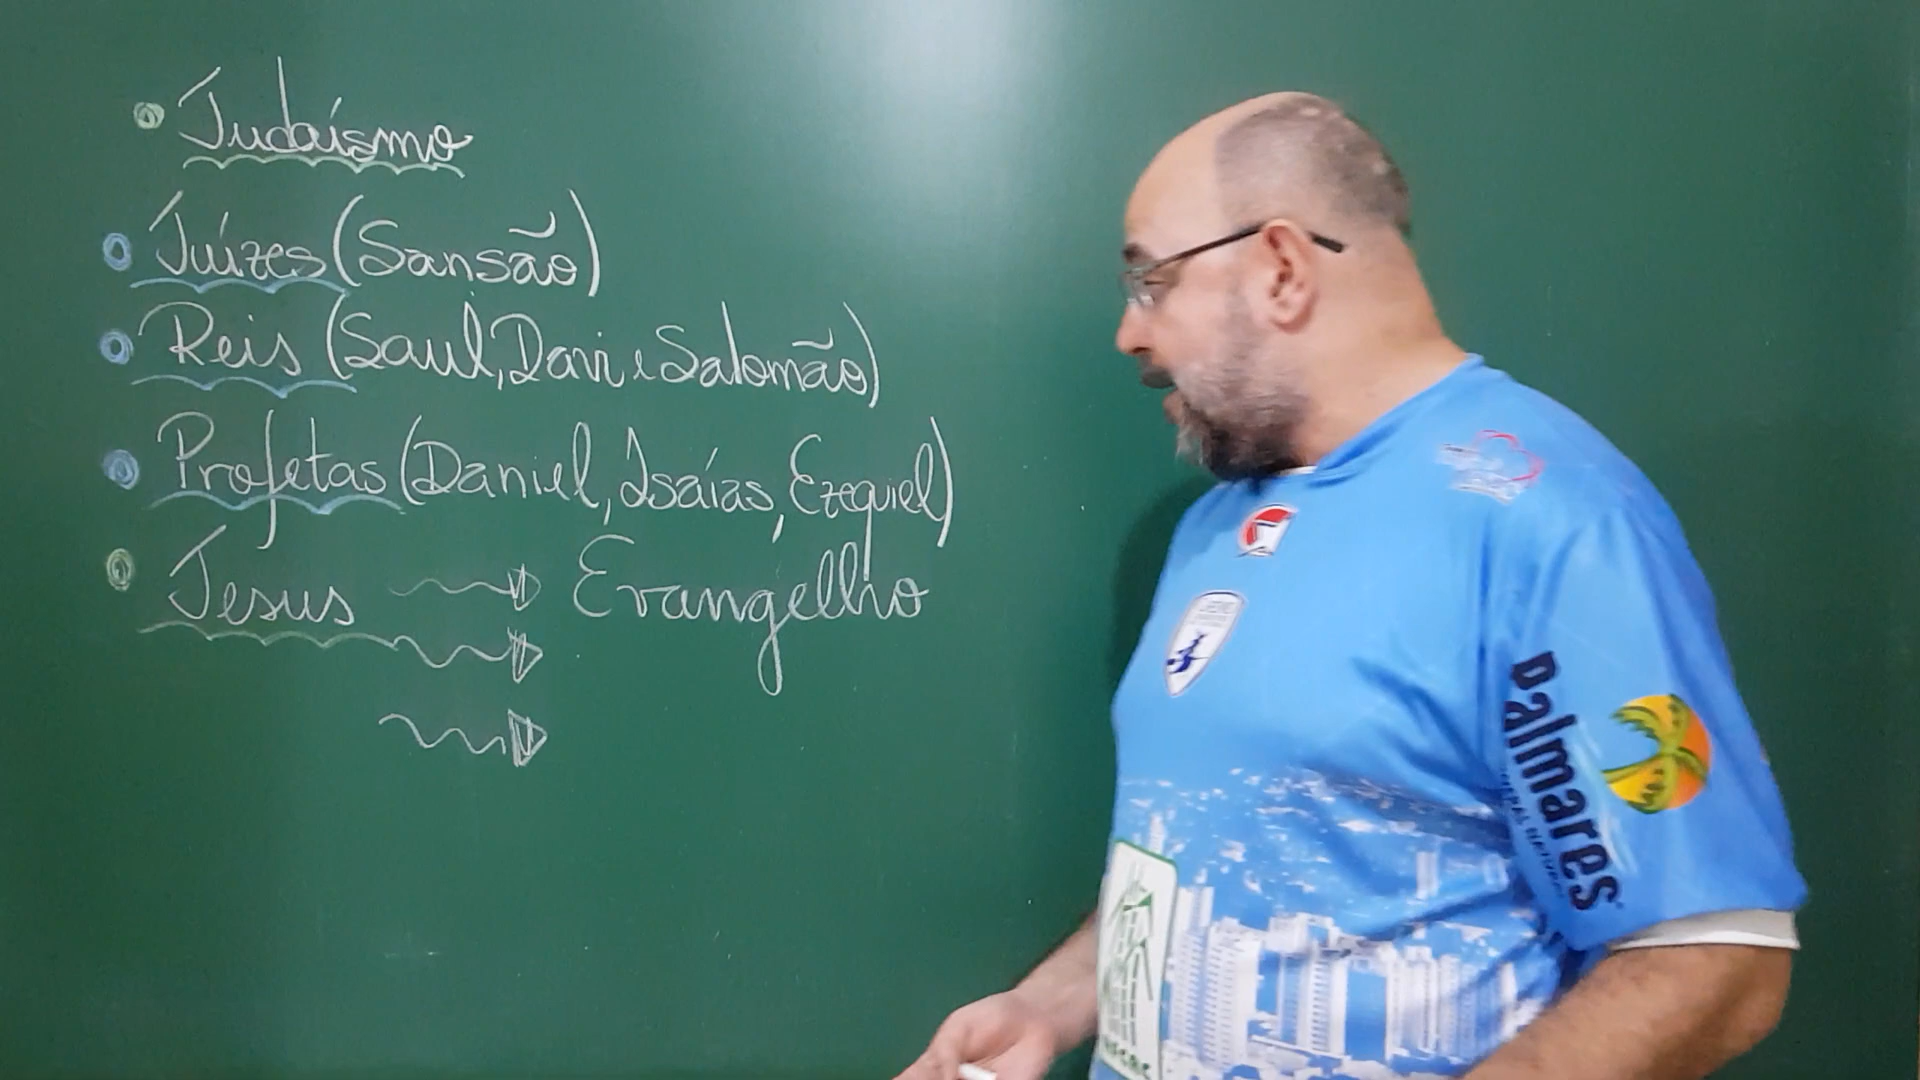 Judaísmo
Juízes (Sansão)
Reis (Saul, Davi e Salomão)
Profetas (Daniel, Isaías, Ezequiel)
Jesus Evangelho
Palmares